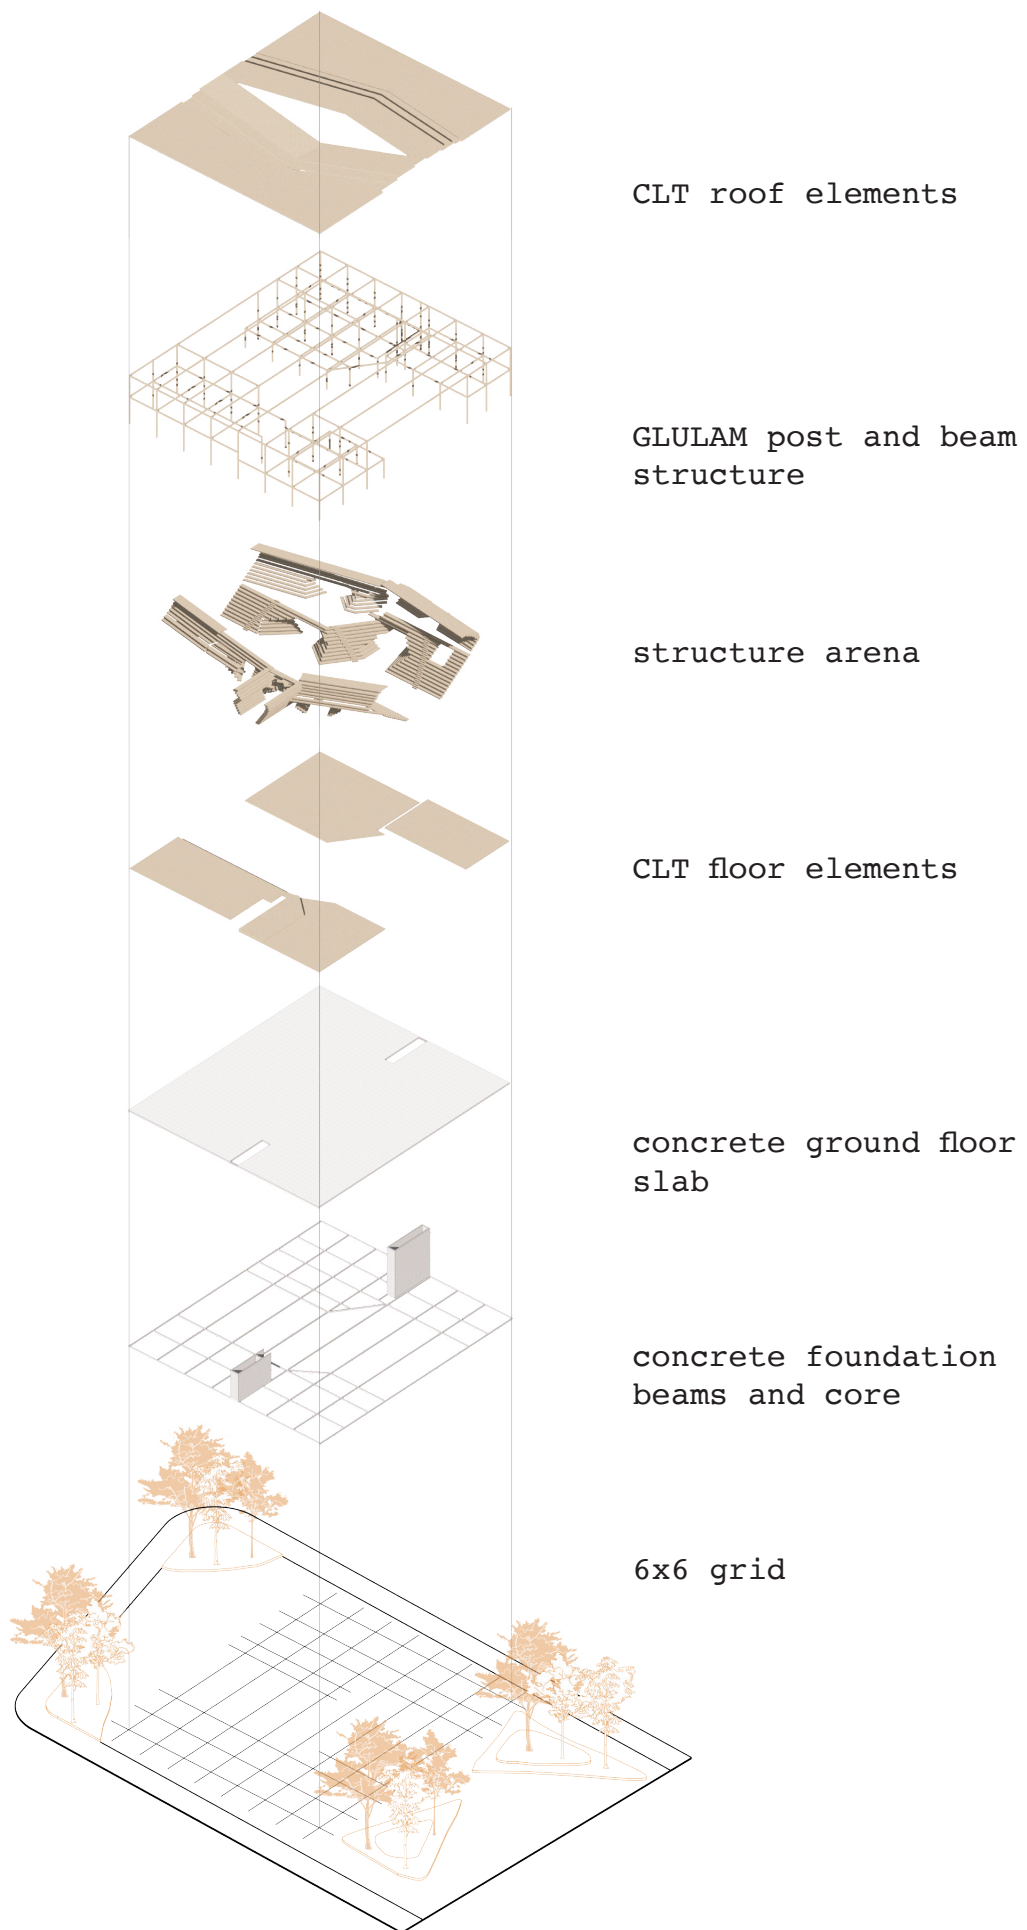 CLT roof elements
GLULAM post and beam
structure
structure arena
CLT floor elements
concrete ground floor
slab
concrete foundation
beams and core
6x6 grid